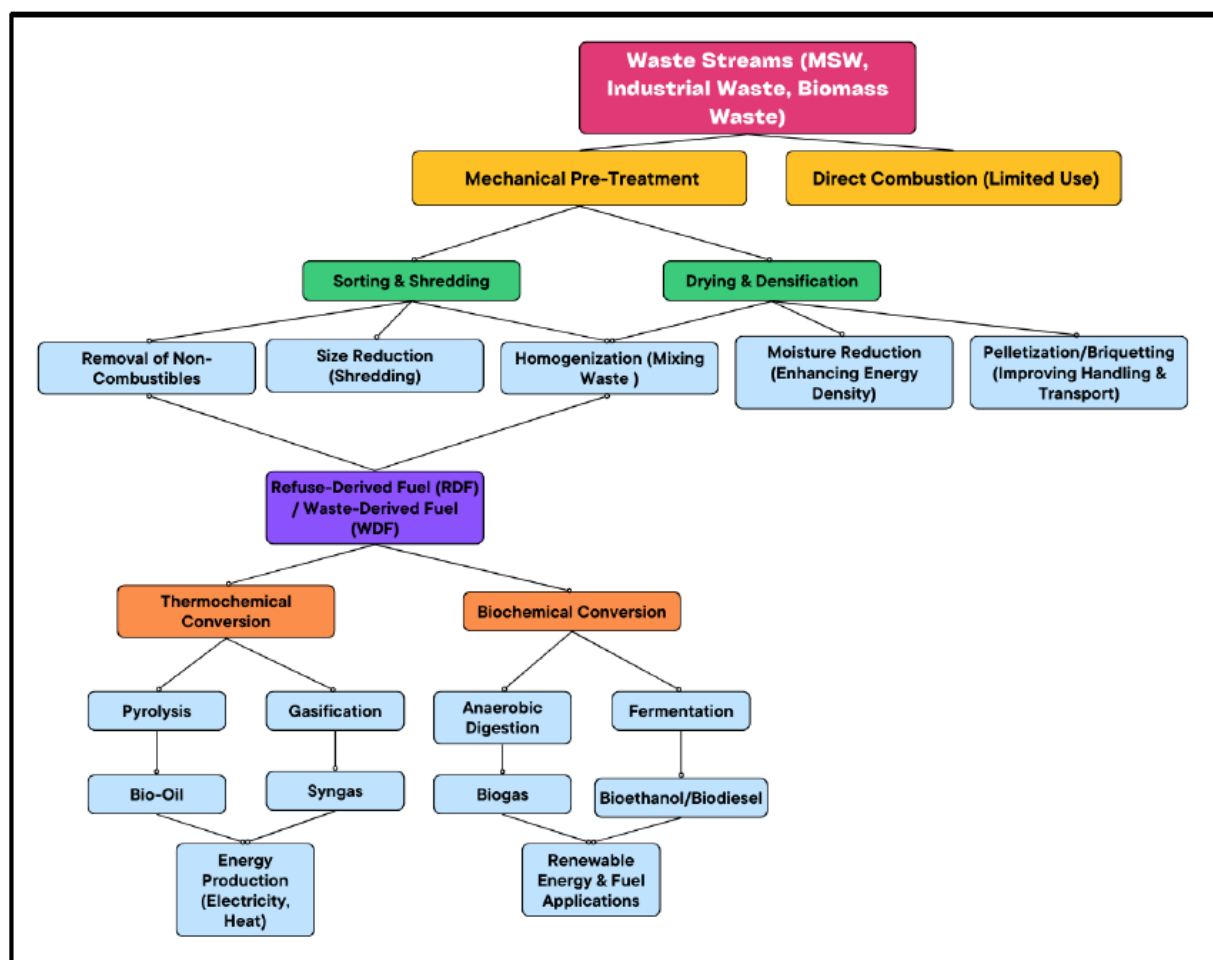 Waste Streams (MSW,
Industrial Waste, Biomass
Waste)
Mechanical Pre-Treatment
Direct Combustion (Limited Use)
Sorting & Shredding
Drying & Densification
Removal of Non-
Combustibles
Size Reduction
(Shredding)
Homogenization (Mixing
Waste )
Moisture Reduction
(Enhancing Energy
Density)
Pelletization/Briquetting
(Improving Handling &
Transport)
Refuse-Derived Fuel (RDF)
/ Waste-Derived Fuel
(WDF)
Thermochemical
Conversion
Biochemical Conversion
Pyrolysis
Gasification
Anaerobic
Digestion
Fermentation
Bio-Oil
Syngas
Biogas
Bioethanol/Biodiesel
Energy
Production
(Electricity,
Heat)
Renewable
Energy & Fuel
Applications